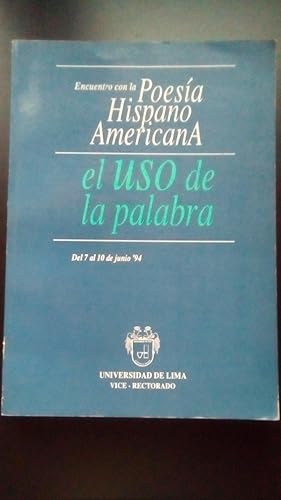 Encuentro con la Poesía
Hispano
AmericanA
el USO de
la palabra
Del 7 al 10 de junio '94
UNIVERSIDAD DE LIMA
VICE - RECTORADO